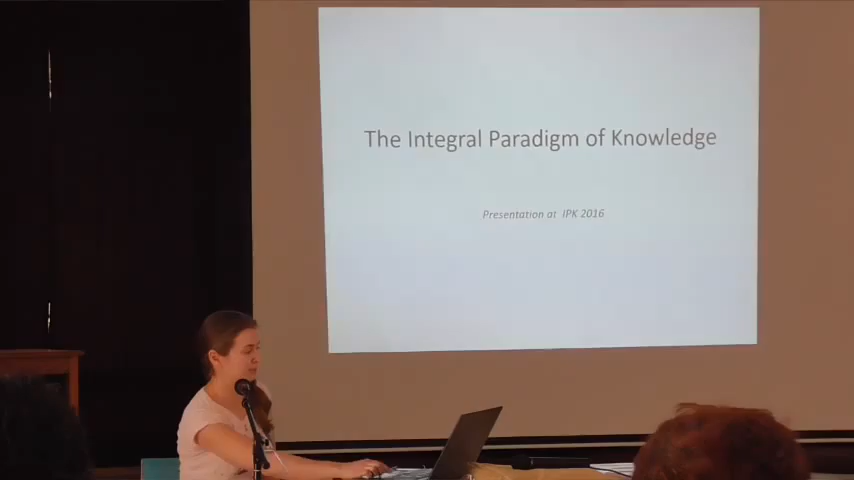 The Integral Paradigm of Knowledge
Presentation at IPK 2016